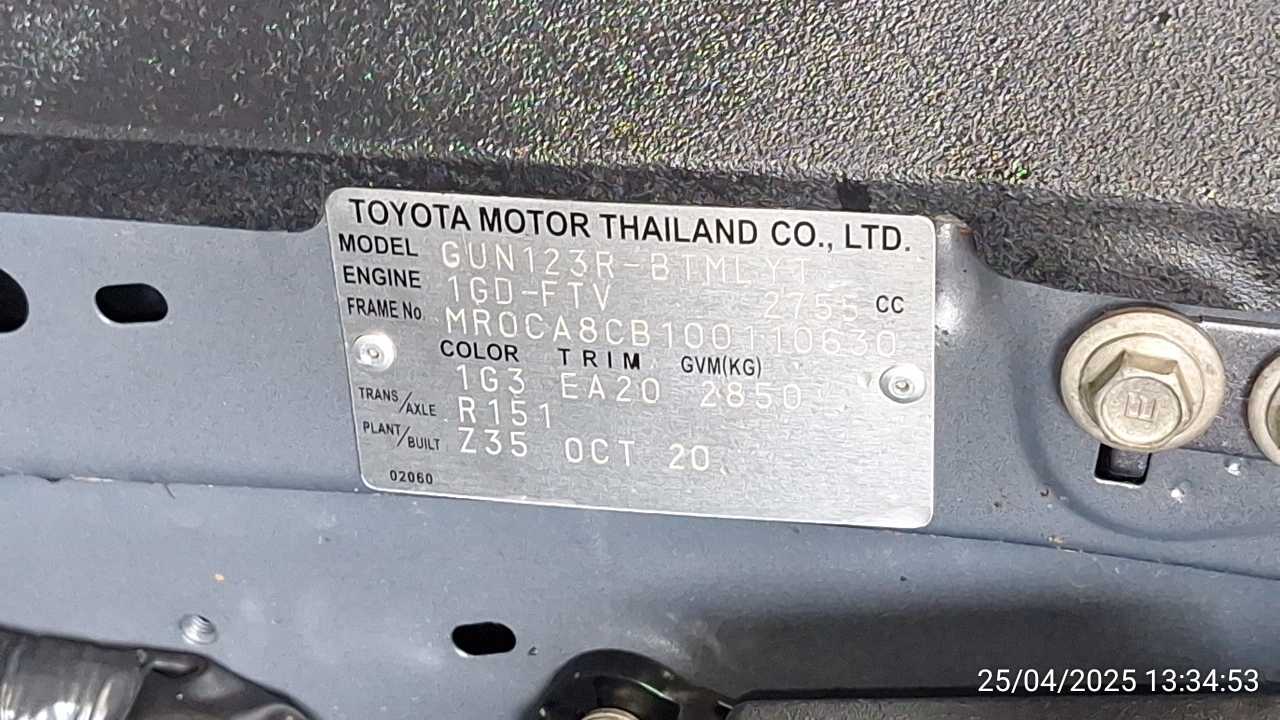 TOYOTA MOTOR THAILAND CO., LTD.
MODEL GUN123R-BTMLYT
ENGINE 1GD-FTV 2755 CC
FRAME No. MR0CA8CB100110630
COLOR TRIM GVM(KG)
1G3 EA20 2850
TRANS/AXLE R151
PLANT/BUILT Z35 OCT 20
02060
E
25/04/2025 13:34:53